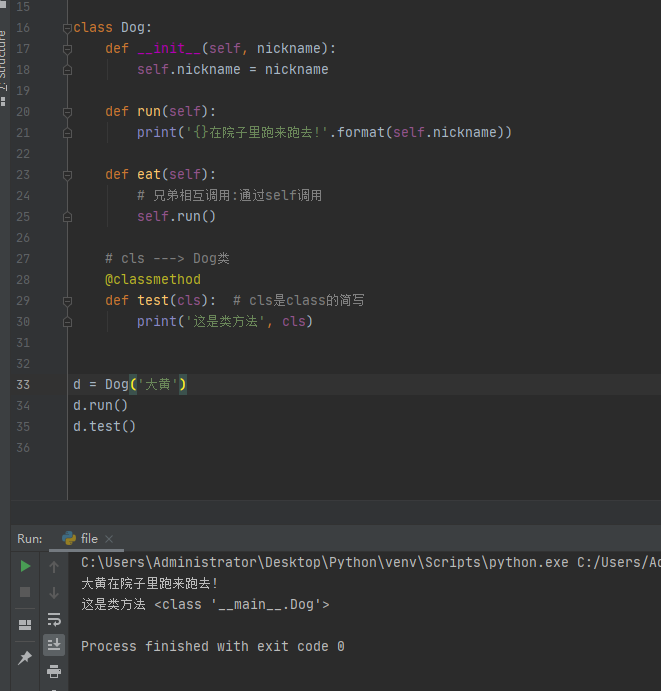 7: Structure
15
16 class Dog:
17     def __init__(self, nickname):
18         self.nickname = nickname
19
20     def run(self):
21         print('{}在院子里跑来跑去!'.format(self.nickname))
22
23     def eat(self):
24         # 兄弟相互调用:通过self调用
25         self.run()
26
27     # cls ---> Dog类
28     @classmethod
29     def test(cls):  # cls是class的简写
30         print('这是类方法', cls)
31
32
33 d = Dog('大黄')
34 d.run()
35 d.test()
36
Run: file ×
C:\Users\Administrator\Desktop\Python\venv\Scripts\python.exe C:/Users/
大黄在院子里跑来跑去!
这是类方法 <class '__main__.Dog'>
Process finished with exit code 0